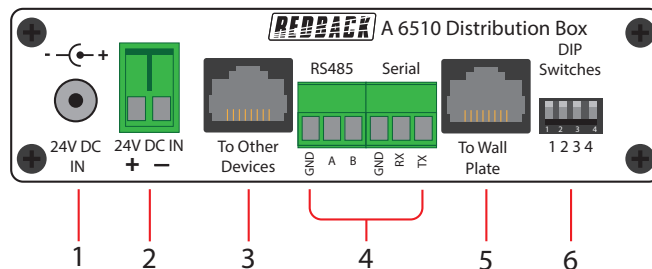 REDBACK A 6510 Distribution Box
- +
24V DC
IN
24V DC IN
+ −
To Other
Devices
RS485 Serial
GND A B GND RX TX
To Wall
Plate
DIP
Switches
1 2 3 4
1 2 3 4
1 2 3 4 5 6